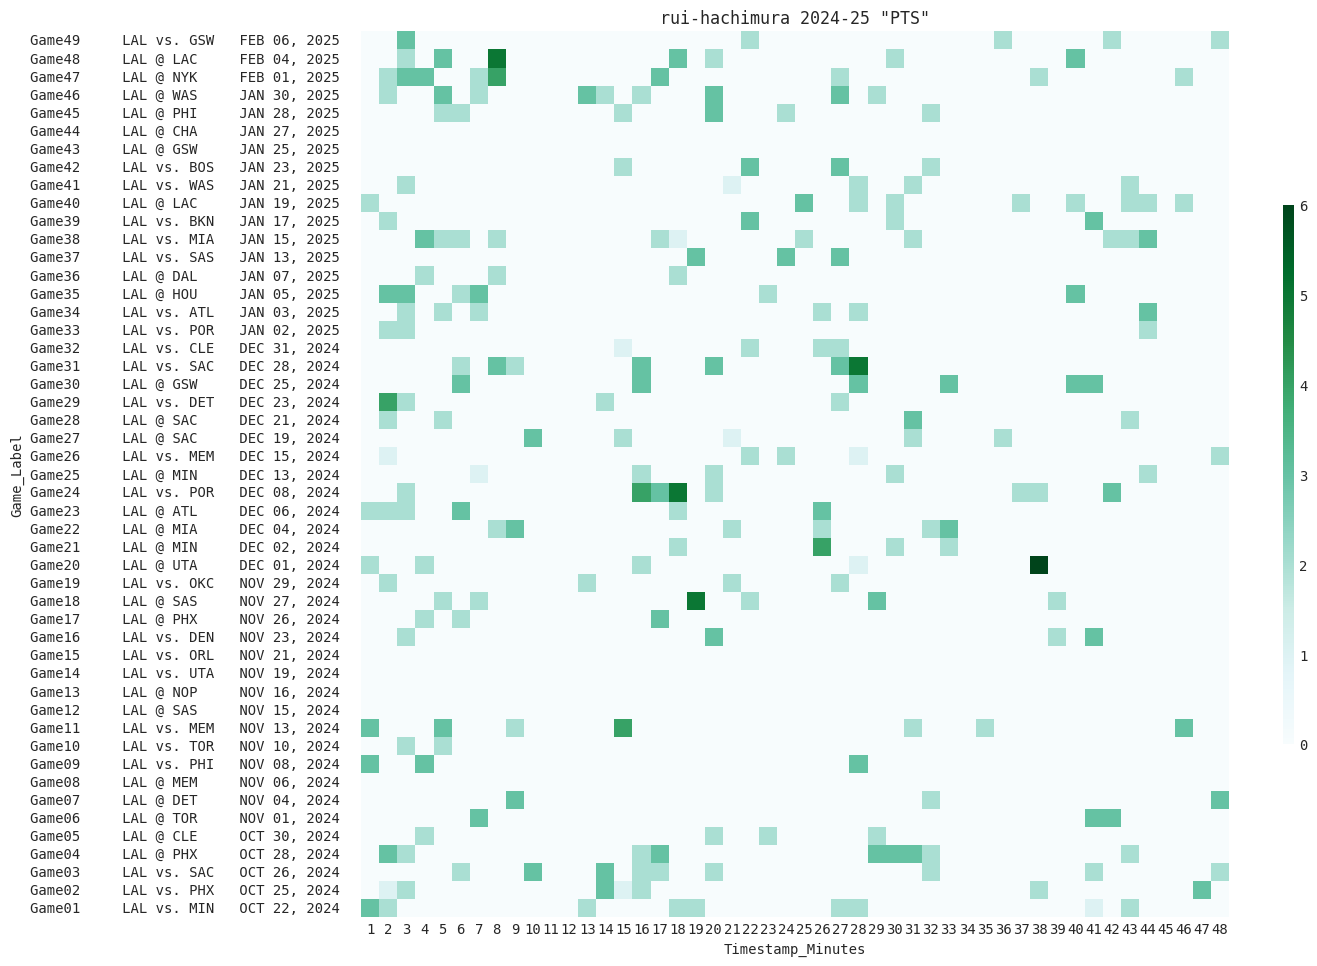 rui-hachimura 2024-25 "PTS"
Game49 LAL vs. GSW FEB 06, 2025
Game48 LAL @ LAC FEB 04, 2025
Game47 LAL @ NYK FEB 01, 2025
Game46 LAL @ WAS JAN 30, 2025
Game45 LAL @ PHI JAN 28, 2025
Game44 LAL @ CHA JAN 27, 2025
Game43 LAL @ GSW JAN 25, 2025
Game42 LAL vs. BOS JAN 23, 2025
Game41 LAL vs. WAS JAN 21, 2025
Game40 LAL @ LAC JAN 19, 2025
Game39 LAL vs. BKN JAN 17, 2025
Game38 LAL vs. MIA JAN 15, 2025
Game37 LAL vs. SAS JAN 13, 2025
Game36 LAL @ DAL JAN 07, 2025
Game35 LAL @ HOU JAN 05, 2025
Game34 LAL vs. ATL JAN 03, 2025
Game33 LAL vs. POR JAN 02, 2025
Game32 LAL vs. CLE DEC 31, 2024
Game31 LAL vs. SAC DEC 28, 2024
Game30 LAL @ GSW DEC 25, 2024
Game29 LAL vs. DET DEC 23, 2024
Game28 LAL @ SAC DEC 21, 2024
Game27 LAL @ SAC DEC 19, 2024
Game26 LAL vs. MEM DEC 15, 2024
Game25 LAL @ MIN DEC 13, 2024
Game24 LAL vs. POR DEC 08, 2024
Game23 LAL @ ATL DEC 06, 2024
Game22 LAL @ MIA DEC 04, 2024
Game21 LAL @ MIN DEC 02, 2024
Game20 LAL @ UTA DEC 01, 2024
Game19 LAL vs. OKC NOV 29, 2024
Game18 LAL @ SAS NOV 27, 2024
Game17 LAL @ PHX NOV 26, 2024
Game16 LAL vs. DEN NOV 23, 2024
Game15 LAL vs. ORL NOV 21, 2024
Game14 LAL vs. UTA NOV 19, 2024
Game13 LAL @ NOP NOV 16, 2024
Game12 LAL @ SAS NOV 15, 2024
Game11 LAL vs. MEM NOV 13, 2024
Game10 LAL vs. TOR NOV 10, 2024
Game09 LAL vs. PHI NOV 08, 2024
Game08 LAL @ MEM NOV 06, 2024
Game07 LAL @ DET NOV 04, 2024
Game06 LAL @ TOR NOV 01, 2024
Game05 LAL @ CLE OCT 30, 2024
Game04 LAL @ PHX OCT 28, 2024
Game03 LAL vs. SAC OCT 26, 2024
Game02 LAL vs. PHX OCT 25, 2024
Game01 LAL vs. MIN OCT 22, 2024
Game_Label
1 2 3 4 5 6 7 8 9 10 11 12 13 14 15 16 17 18 19 20 21 22 23 24 25 26 27 28 29 30 31 32 33 34 35 36 37 38 39 40 41 42 43 44 45 46 47 48
Timestamp_Minutes
6
5
4
3
2
1
0